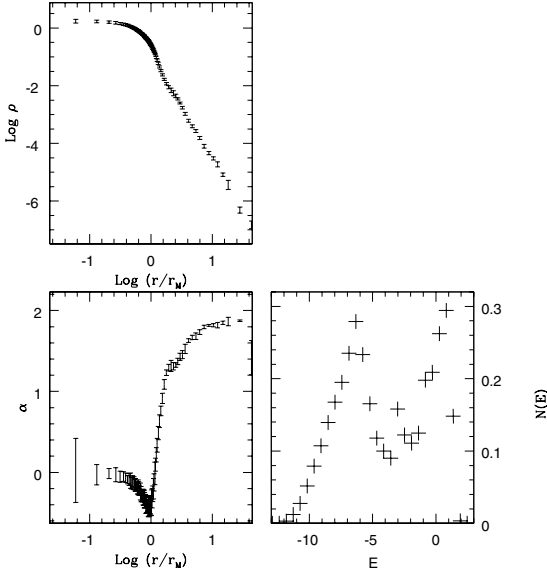 0
-2
-4
-6
Log ρ
-1 0 1
Log (r/r_M)
2
1
0
α
-1 0 1
Log (r/r_M)
0.3
0.2
0.1
0
N(E)
-10 -5 0
E